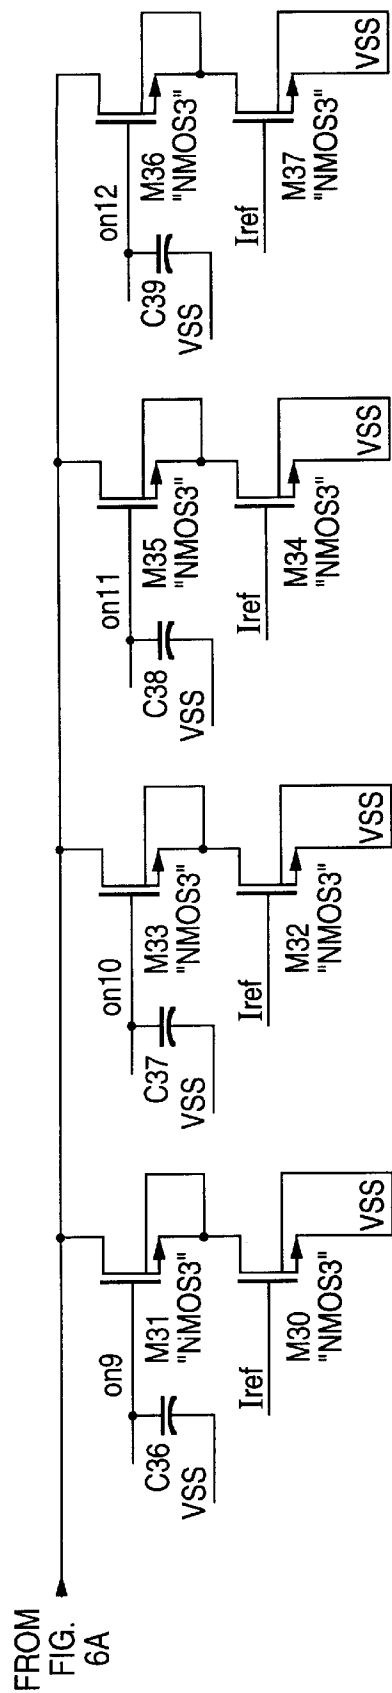 FROM
FIG.
6A
on9
C36
VSS
M31
"NMOS3"
Iref
M30
"NMOS3"
VSS
on10
C37
VSS
M33
"NMOS3"
Iref
M32
"NMOS3"
VSS
on11
C38
VSS
M35
"NMOS3"
Iref
M34
"NMOS3"
VSS
on12
C39
VSS
M36
"NMOS3"
Iref
M37
"NMOS3"
VSS